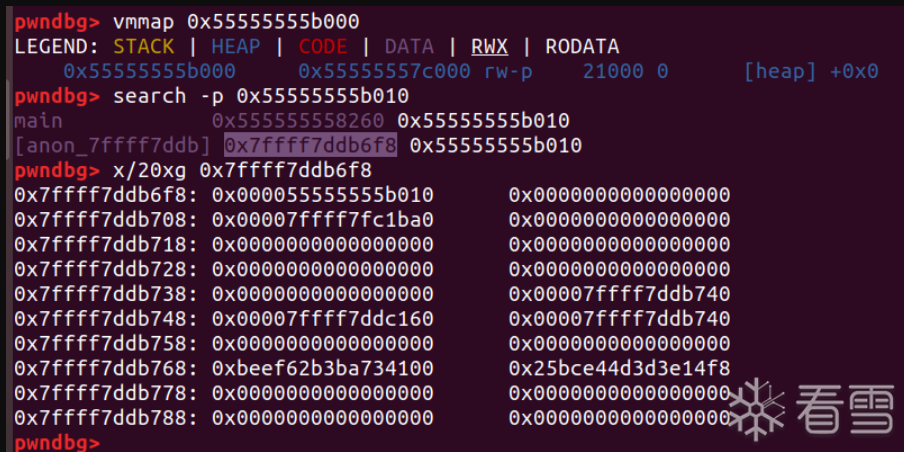 pwndbg> vmmap 0x55555555b000
LEGEND: STACK | HEAP | CODE | DATA | RWX | RODATA
0x55555555b000 0x55555557c000 rw-p 21000 0 [heap] +0x0
pwndbg> search -p 0x55555555b010
main 0x555555558260 0x55555555b010
[anon_7ffff7ddb] 0x7ffff7ddb6f8 0x55555555b010
pwndbg> x/20xg 0x7ffff7ddb6f8
0x7ffff7ddb6f8: 0x000055555555b010 0x0000000000000000
0x7ffff7ddb708: 0x00007ffff7fc1ba0 0x0000000000000000
0x7ffff7ddb718: 0x0000000000000000 0x0000000000000000
0x7ffff7ddb728: 0x0000000000000000 0x0000000000000000
0x7ffff7ddb738: 0x0000000000000000 0x00007ffff7ddb740
0x7ffff7ddb748: 0x00007ffff7ddc160 0x00007ffff7ddb740
0x7ffff7ddb758: 0x0000000000000000 0x0000000000000000
0x7ffff7ddb768: 0xbeef62b3ba734100 0x25bce44d3d3e14f8
0x7ffff7ddb778: 0x0000000000000000 0x0000000000000000
0x7ffff7ddb788: 0x0000000000000000 0x0000000000000000
看雪
pwndbg>